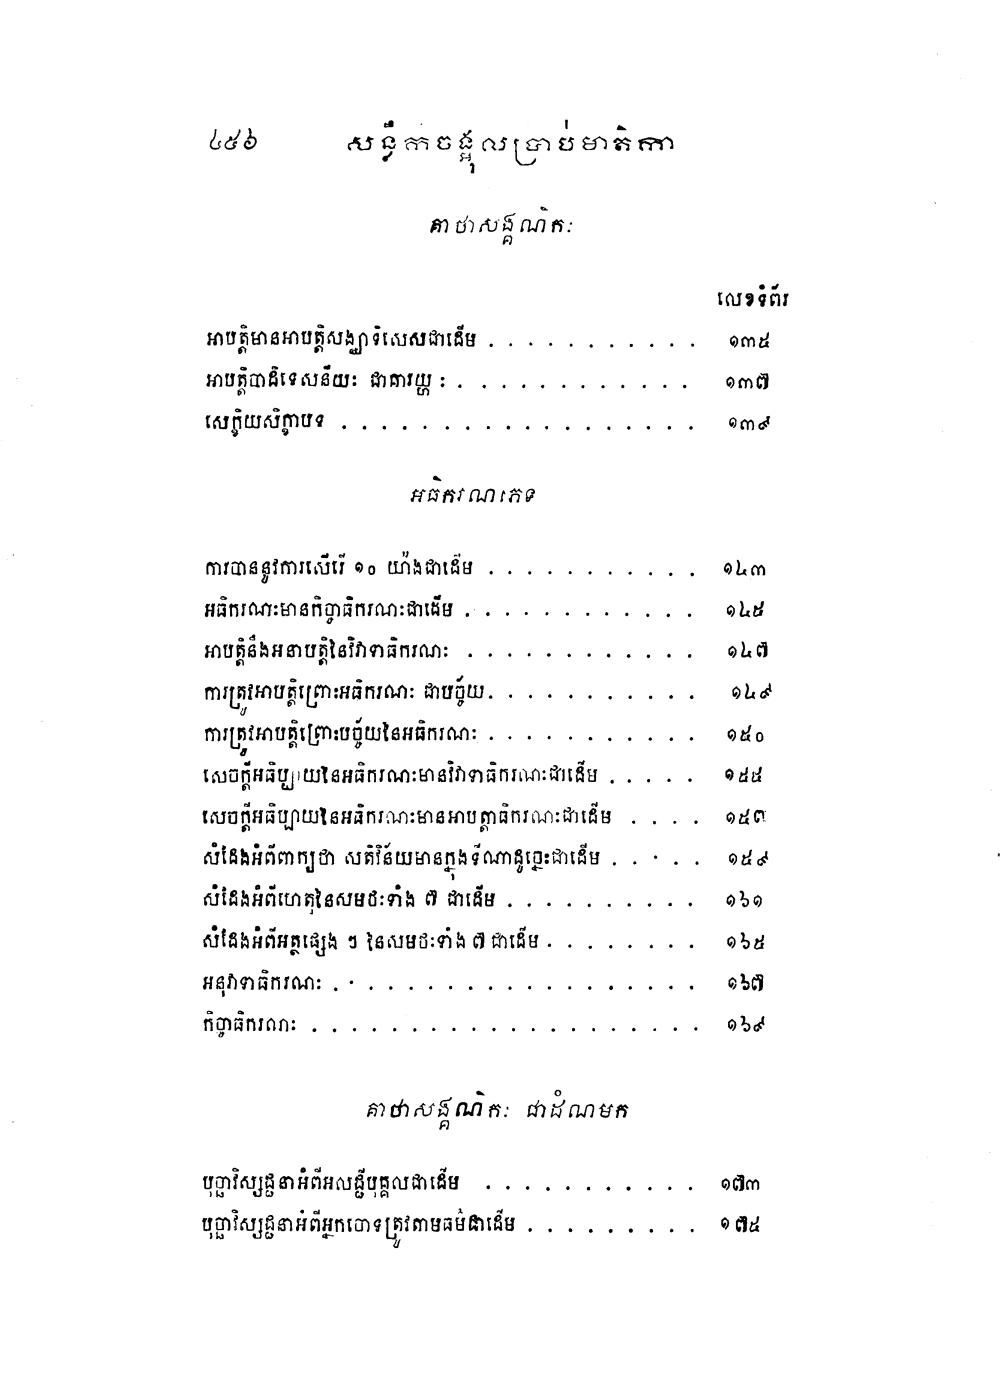 ៤៥៦ សន្លឹកចង្អុលប្រាប់មាតិកា
គាថាសង្គណិកៈ
លេខទំព័រ
អាបត្តិមានអាបត្តិសង្ឃាទិសេសជាដើម . . . . . . . . . . . ១៣៥
អាបត្តិបាដិទេសនីយៈ ជាគារយ្ហៈ . . . . . . . . . . . . ១៣៧
សេក្ខិយសិក្ខាបទ . . . . . . . . . . . . . . . . . . ១៣៩
អធិករណភេទ
ការបាននូវការសើរើ ១០ យ៉ាងជាដើម . . . . . . . . . . . ១៤៣
អធិករណៈមានកិច្ចាធិករណៈជាដើម . . . . . . . . . . . . ១៤៥
អាបត្តិនឹងអនាបត្តិនៃវិវាទាធិករណៈ . . . . . . . . . . . . ១៤៧
ការត្រូវអាបត្តិព្រោះអធិករណៈ ជាបច្ច័យ. . . . . . . . . . . ១៤៩
ការត្រូវអាបត្តិព្រោះបច្ច័យនៃអធិករណៈ . . . . . . . . . . . ១៥០
សេចក្តីអធិប្បាយនៃអធិករណៈមានវិវាទាធិករណៈជាដើម . . . . . ១៥៥
សេចក្តីអធិប្បាយនៃអធិករណៈមានអាបត្តាធិករណៈជាដើម . . . . ១៥៧
សំដែងអំពីពាក្យថា សតិវិន័យមានក្នុងទីណាដូច្នេះជាដើម . . . . . ១៥៩
សំដែងអំពីហេតុនៃសមថៈទាំង ៧ ជាដើម . . . . . . . . . . ១៦១
សំដែងអំពីអត្ថផ្សេង ៗ នៃសមថៈទាំង ៧ ជាដើម . . . . . . . . ១៦៥
អនុវាទាធិករណៈ . . . . . . . . . . . . . . . . . . . ១៦៧
កិច្ចាធិករណៈ . . . . . . . . . . . . . . . . . . . . ១៦៩
គាថាសង្គណិកៈ ជាដំណមក
បុច្ឆាវិស្សជ្ជនាអំពីអលជ្ជីបុគ្គលជាដើម . . . . . . . . . . . ១៧៣
បុច្ឆាវិស្សជ្ជនាអំពីអ្នកចោទត្រូវតាមធម៌ជាដើម . . . . . . . . . ១៧៥